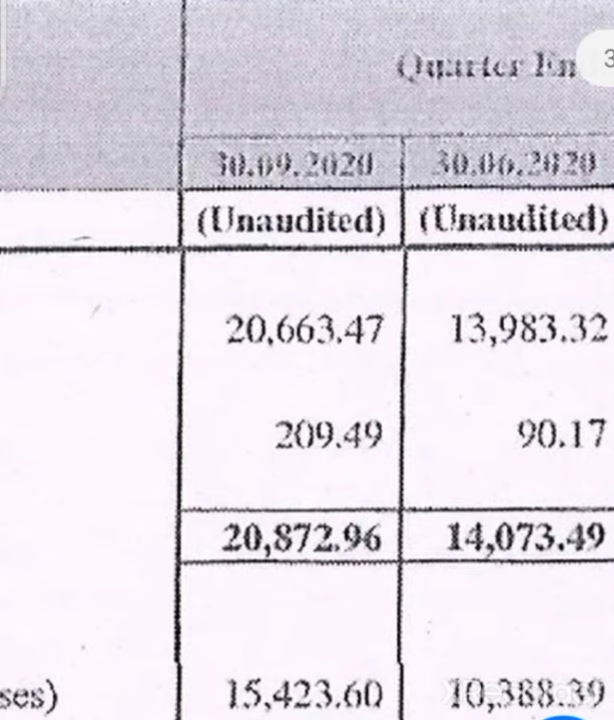 Quarter En
3
30.09.2020 30.06.2020
(Unaudited) (Unaudited)
20,663.47 13,983.32
209.49 90.17
20,872.96 14,073.49
ses) 15,423.60 10,388.39